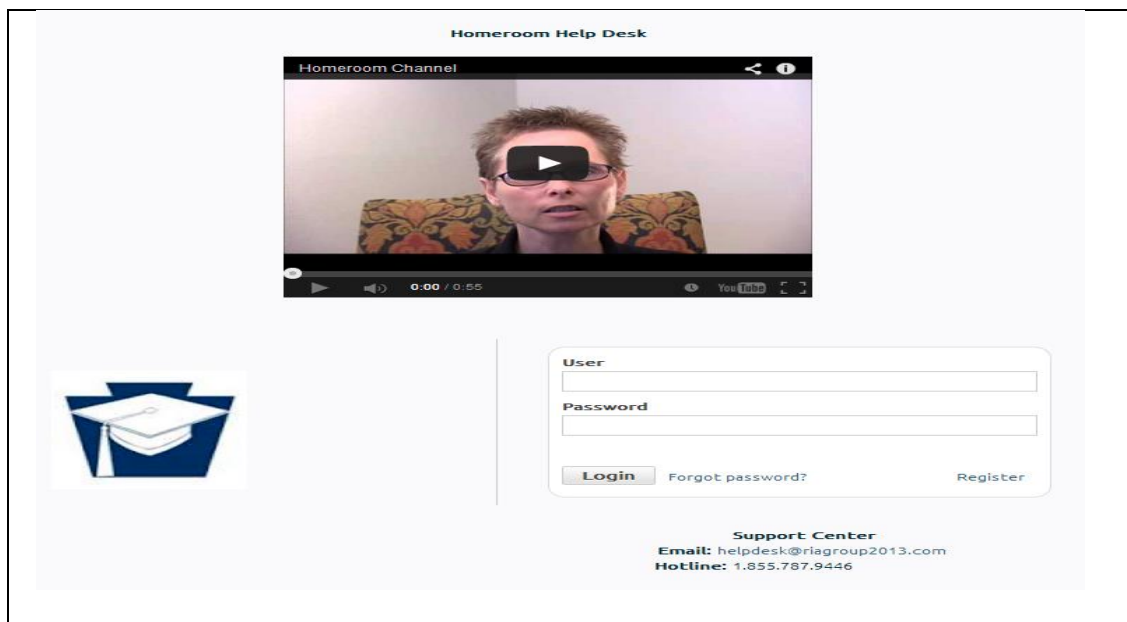 Homeroom Help Desk
Homeroom Channel
0:00 / 0:55
YouTube
User
Password
Login Forgot password? Register
Support Center
Email: helpdesk@riagroup2013.com
Hotline: 1.855.787.9446